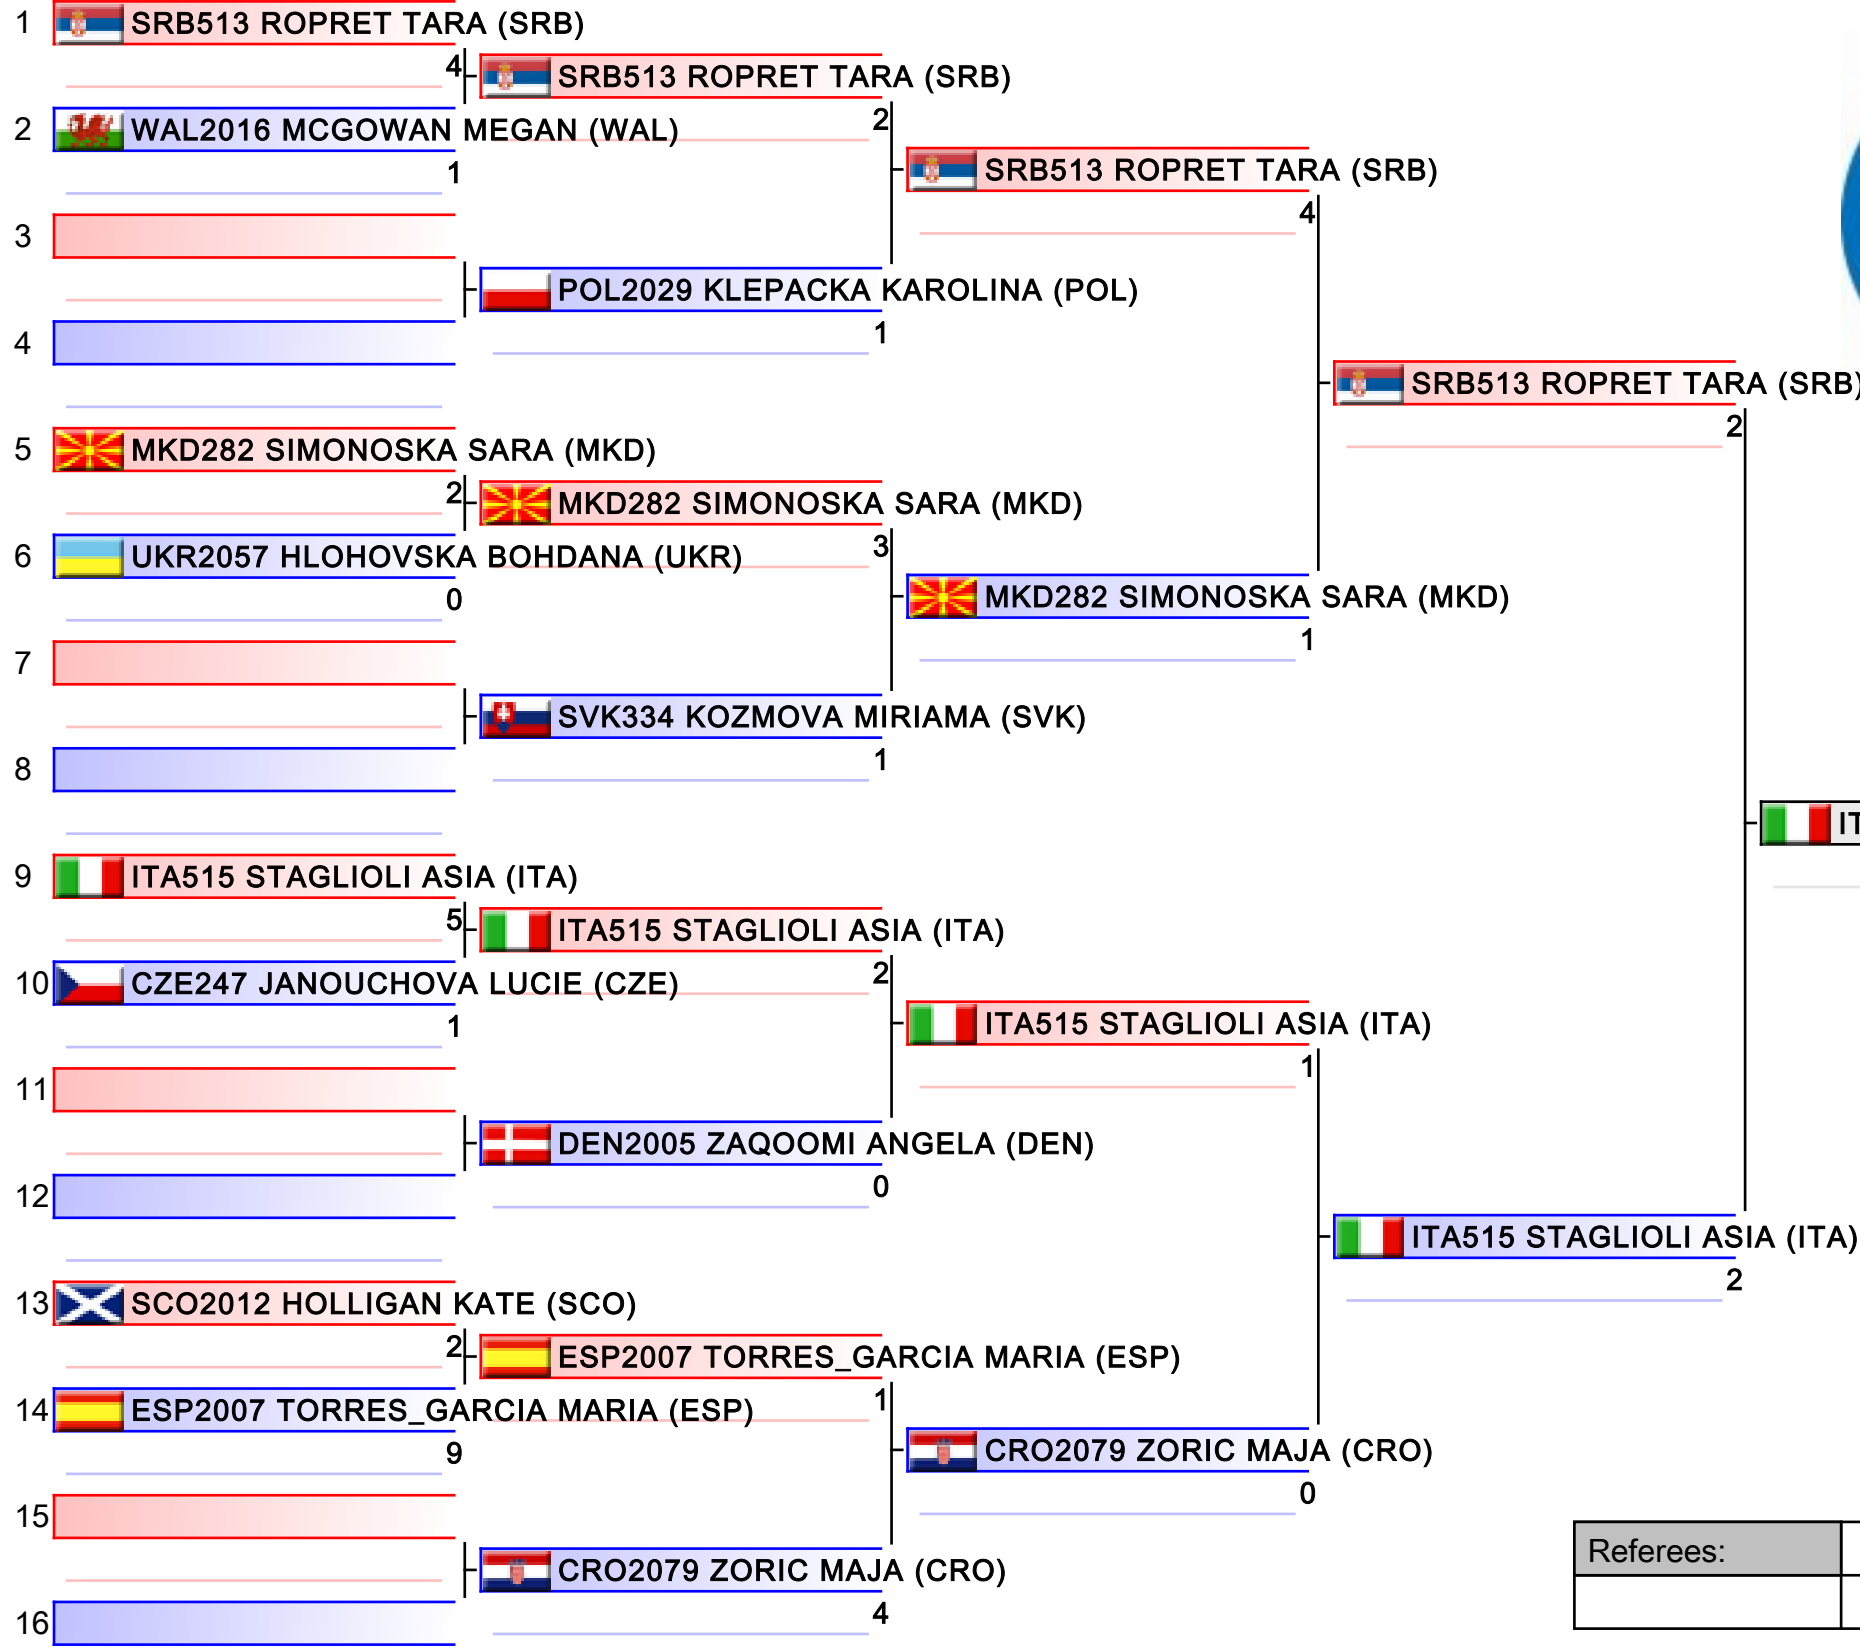 1 SRB513 ROPRET TARA (SRB)
4 SRB513 ROPRET TARA (SRB)
2 WAL2016 MCGOWAN MEGAN (WAL)
2
1 SRB513 ROPRET TARA (SRB)
4
3
POL2029 KLEPACKA KAROLINA (POL)
1
4
SRB513 ROPRET TARA (SRB)
2
5 MKD282 SIMONOSKA SARA (MKD)
2 MKD282 SIMONOSKA SARA (MKD)
3
6 UKR2057 HLOHOVSKA BOHDANA (UKR)
0 MKD282 SIMONOSKA SARA (MKD)
1
7
SVK334 KOZMOVA MIRIAMA (SVK)
1
8
IT
9 ITA515 STAGLIOLI ASIA (ITA)
5 ITA515 STAGLIOLI ASIA (ITA)
2
10 CZE247 JANOUCHOVA LUCIE (CZE)
1 ITA515 STAGLIOLI ASIA (ITA)
1
11
DEN2005 ZAQOOMI ANGELA (DEN)
0
12
ITA515 STAGLIOLI ASIA (ITA)
2
13 SCO2012 HOLLIGAN KATE (SCO)
2 ESP2007 TORRES_GARCIA MARIA (ESP)
1
14 ESP2007 TORRES_GARCIA MARIA (ESP)
9 CRO2079 ZORIC MAJA (CRO)
0
15
CRO2079 ZORIC MAJA (CRO)
4
16
Referees: